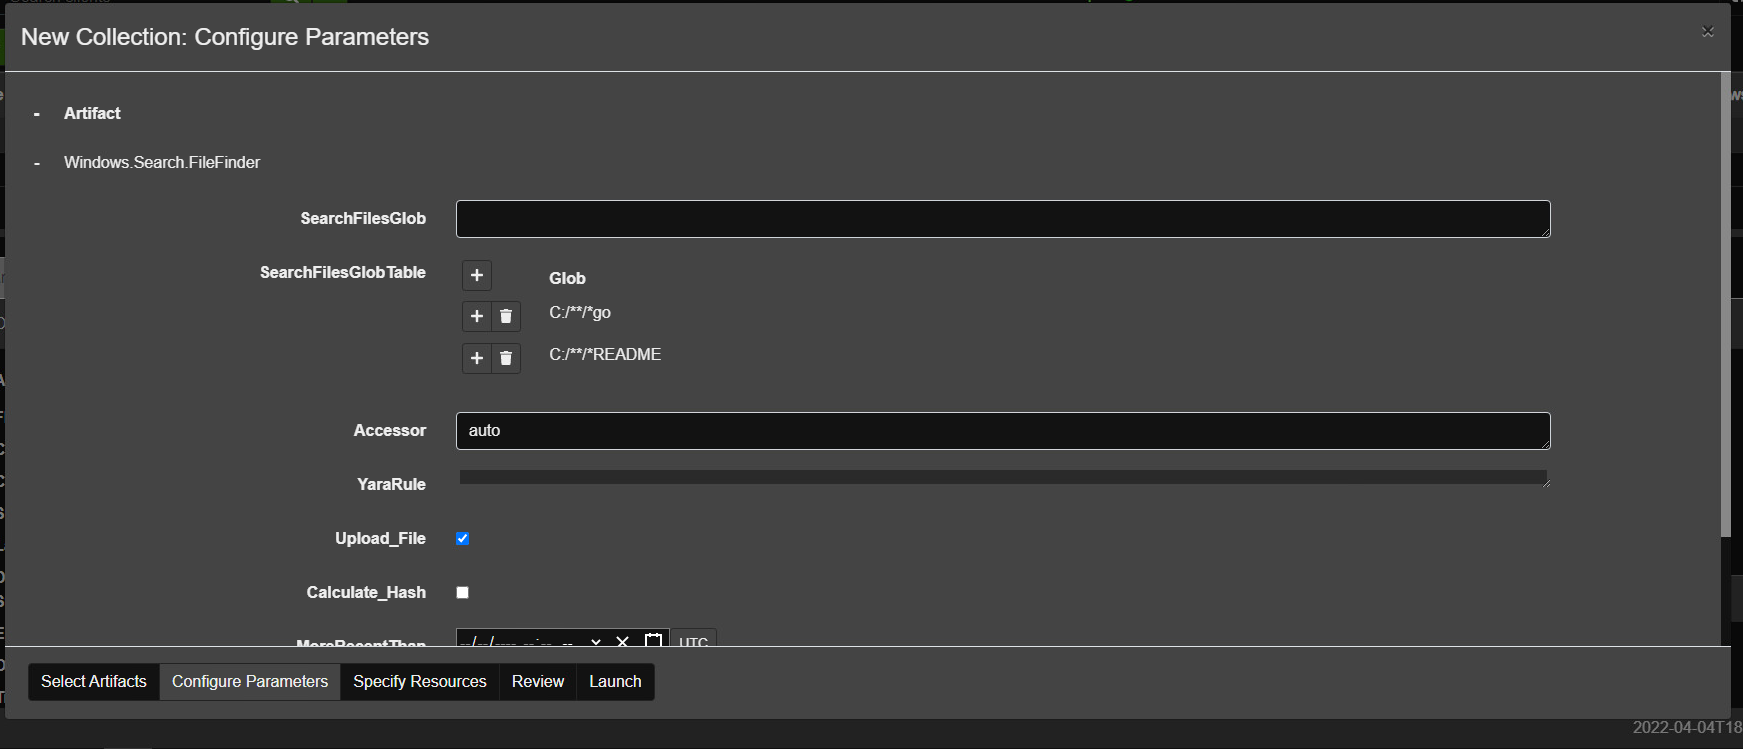 New Collection: Configure Parameters
×
- Artifact
- Windows.Search.FileFinder
SearchFilesGlob
SearchFilesGlobTable
Glob
C:/**/*go
C:/**/*README
Accessor auto
YaraRule
Upload_File
Calculate_Hash
MoreRecentThan --/--/---- --:-- -- UTC
Select Artifacts Configure Parameters Specify Resources Review Launch
2022-04-04T18